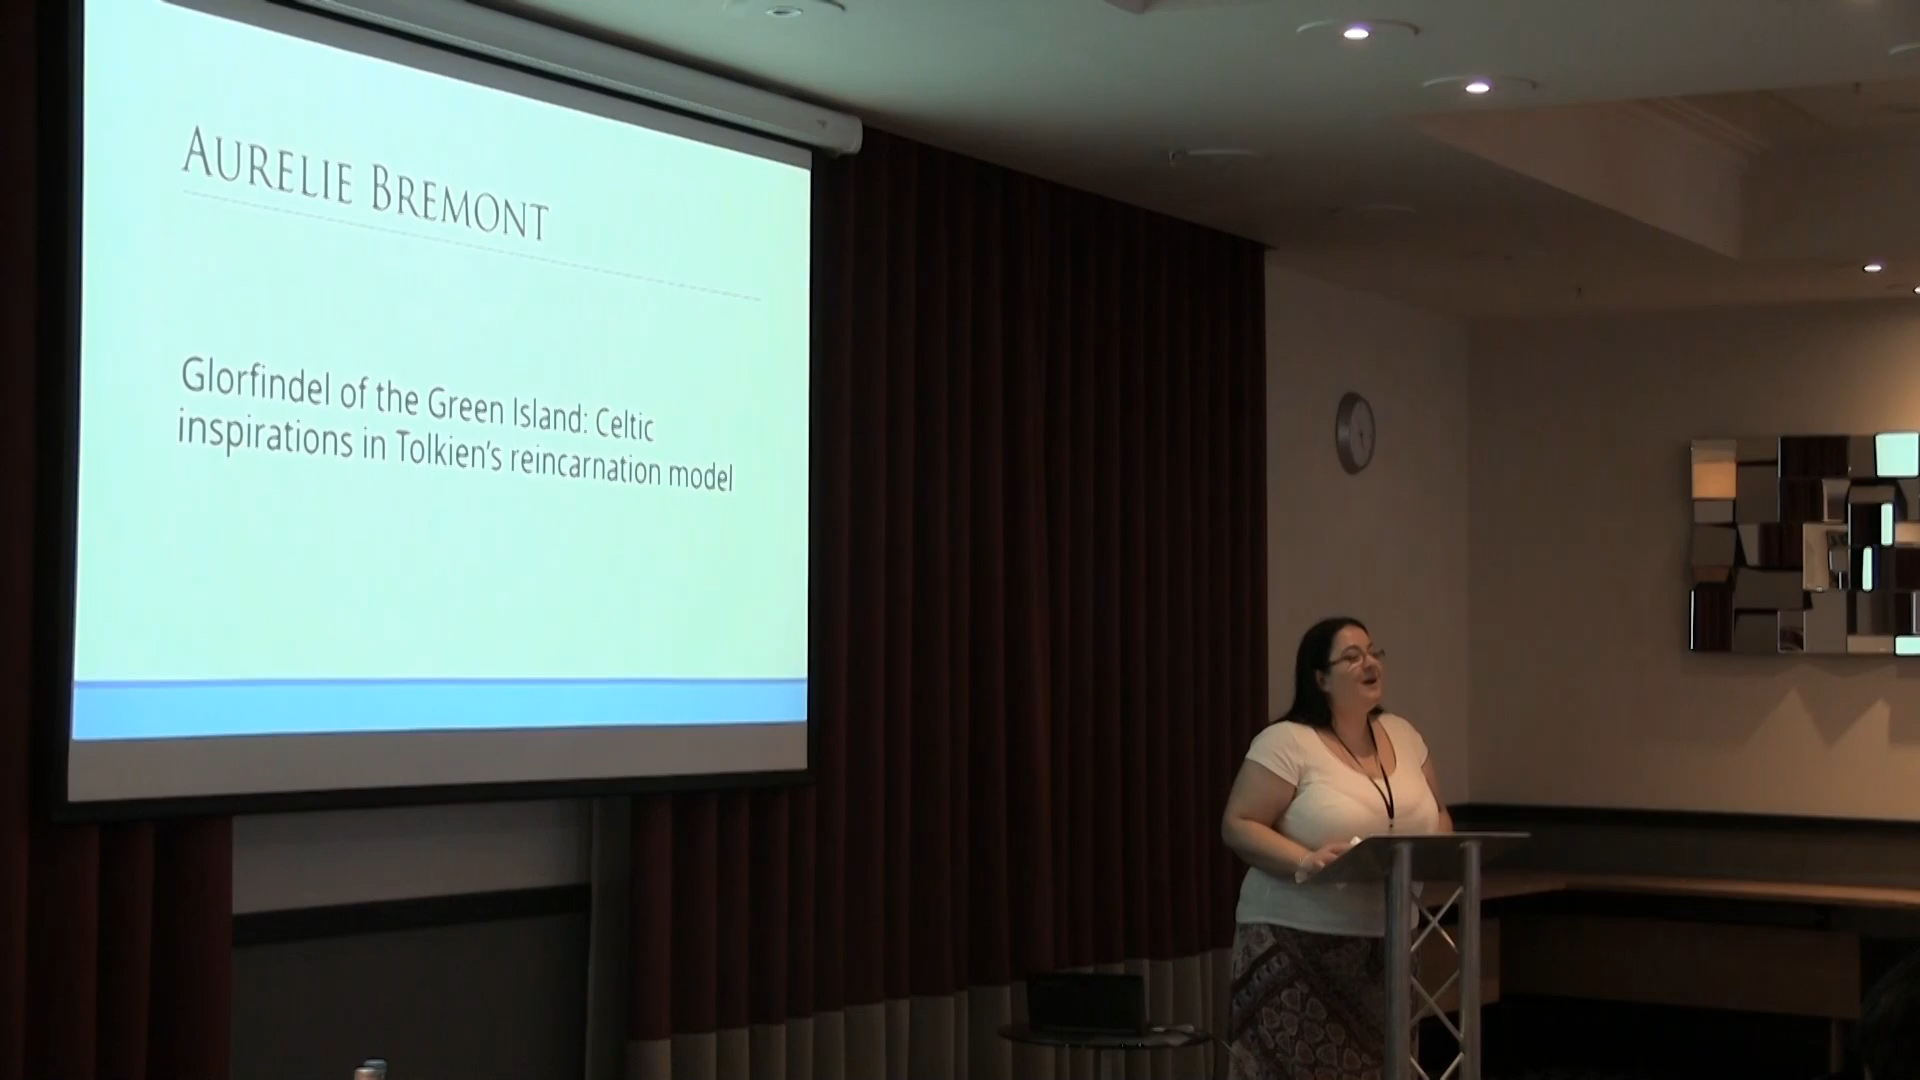 AURELIE BREMONT
Glorfindel of the Green Island: Celtic
inspirations in Tolkien's reincarnation model